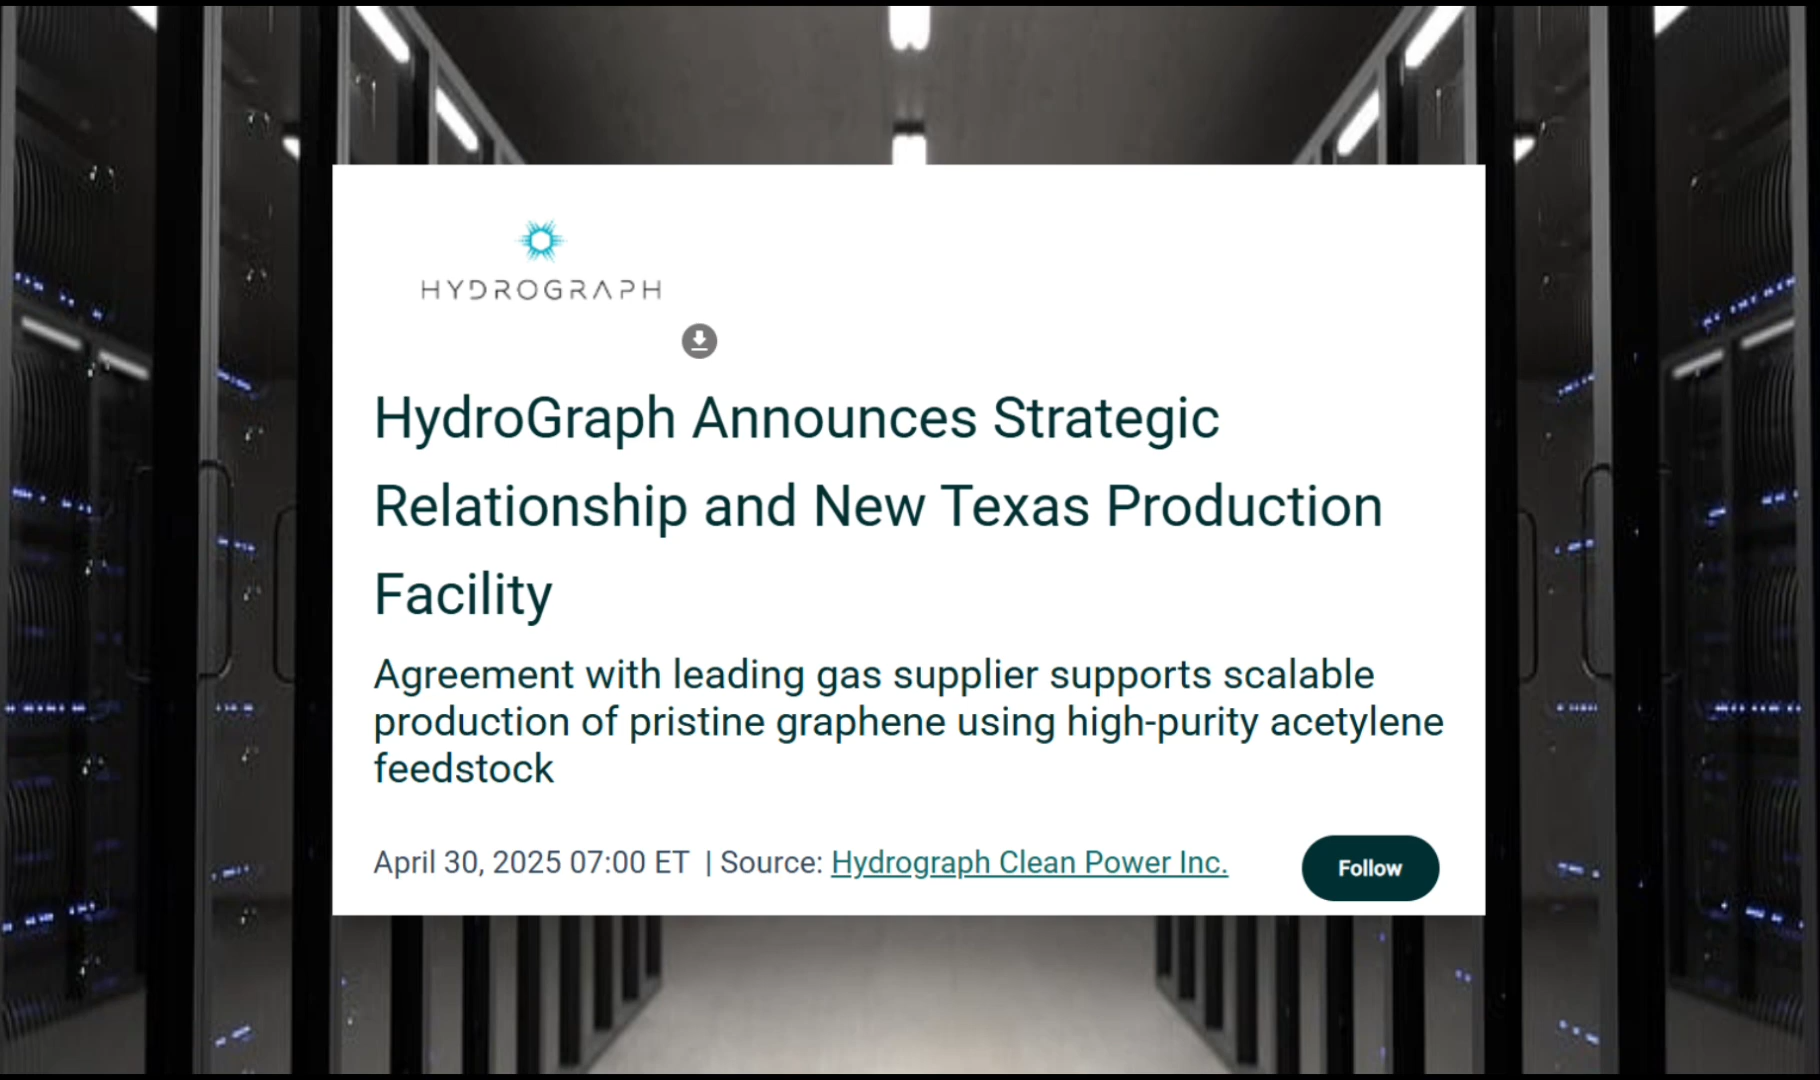 HYDROGRAPH
HydroGraph Announces Strategic
Relationship and New Texas Production
Facility
Agreement with leading gas supplier supports scalable
production of pristine graphene using high-purity acetylene
feedstock
April 30, 2025 07:00 ET | Source: Hydrograph Clean Power Inc.
Follow